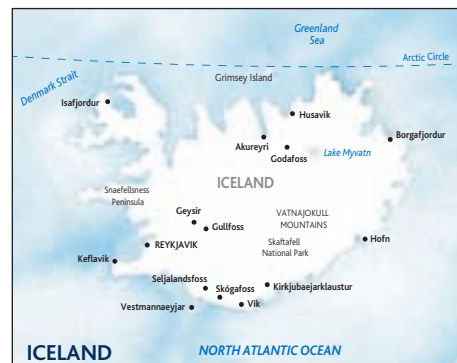 Greenland
Sea
Arctic Circle
Denmark Strait
Grimsey Island
Isafjordur
Husavik
Borgafjordur
Akureyri
Godafoss
Lake Myvatn
ICELAND
Snaefellsness
Peninsula
Geysir
Gullfoss
VATNAJOKULL
MOUNTAINS
REYKJAVIK
Skaftafell
National Park
Hofn
Keflavik
Seljalandsfoss
Skógafoss
Kirkjubaejarklaustur
Vestmannaeyjar
Vik
ICELAND
NORTH ATLANTIC OCEAN